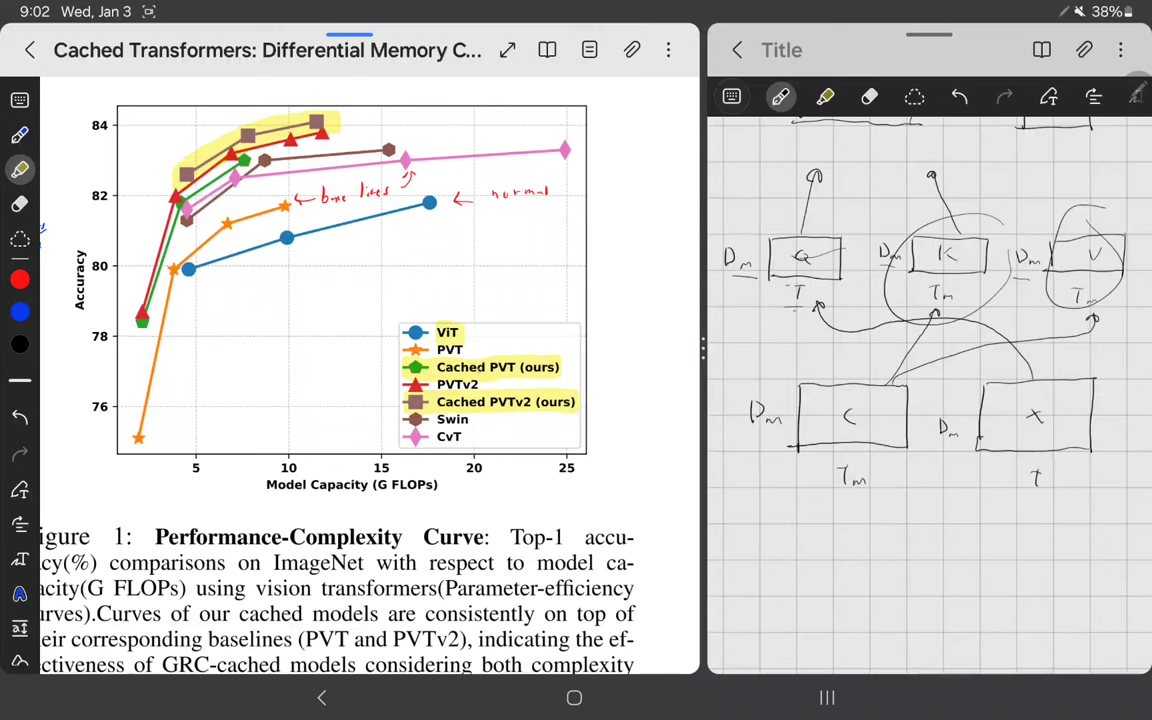 9:02 Wed, Jan 3
38%
Cached Transformers: Differential Memory C...
Title
84
82
80
78
76
Accuracy
5
10
15
20
25
Model Capacity (G FLOPs)
base lines
normal
ViT
PVT
Cached PVT (ours)
PVTv2
Cached PVTv2 (ours)
Swin
CvT
igure 1: Performance-Complexity Curve: Top-1 accu-
cy(%) comparisons on ImageNet with respect to model ca-
acity(G FLOPs) using vision transformers(Parameter-efficiency
urves).Curves of our cached models are consistently on top of
eir corresponding baselines (PVT and PVTv2), indicating the ef-
ectiveness of GRC-cached models considering both complexity
Dm Q Dm K Dm V
T Tm Tm
Dm C Dm X
Tm T